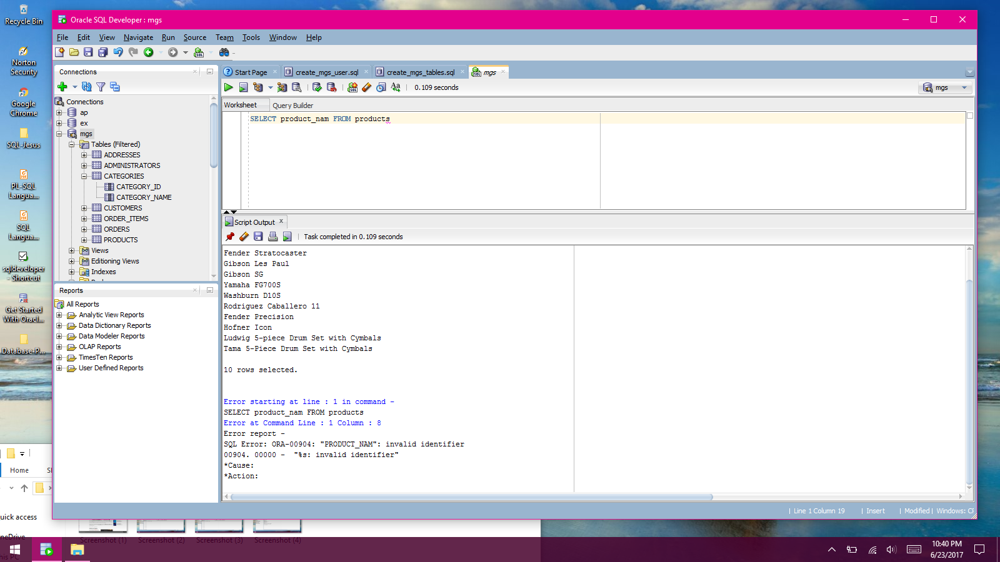 Recycle Bin
Norton
Security
Google
Chrome
SQL-Jesus
PL-SQL
Langua...
SQL
Langua...
sqldeveloper
- Shortcut
Get Started
With Oracl...
Database-P...
Oracle SQL Developer : mgs
File Edit View Navigate Run Source Team Tools Window Help
Connections
Connections
ap
ex
mgs
Tables (Filtered)
ADDRESSES
ADMINISTRATORS
CATEGORIES
CATEGORY_ID
CATEGORY_NAME
CUSTOMERS
ORDER_ITEMS
ORDERS
PRODUCTS
Views
Editioning Views
Indexes
Reports
All Reports
Analytic View Reports
Data Dictionary Reports
Data Modeler Reports
OLAP Reports
TimesTen Reports
User Defined Reports
Start Page create_mgs_user.sql create_mgs_tables.sql mgs
0.109 seconds
mgs
Worksheet Query Builder
SELECT product_nam FROM products
Script Output
Task completed in 0.109 seconds
Fender Stratocaster
Gibson Les Paul
Gibson SG
Yamaha FG700S
Washburn D10S
Rodriguez Caballero 11
Fender Precision
Hofner Icon
Ludwig 5-piece Drum Set with Cymbals
Tama 5-Piece Drum Set with Cymbals
10 rows selected.
Error starting at line : 1 in command -
SELECT product_nam FROM products
Error at Command Line : 1 Column : 8
Error report -
SQL Error: ORA-00904: "PRODUCT_NAM": invalid identifier
00904. 00000 - "%s: invalid identifier"
*Cause:
*Action:
Line 1 Column 19 Insert Modified Windows: CF
Home
uick access
neDrive
his PC
Screenshot (1) Screenshot (2) Screenshot (3) Screenshot (4)
10:40 PM
6/23/2017